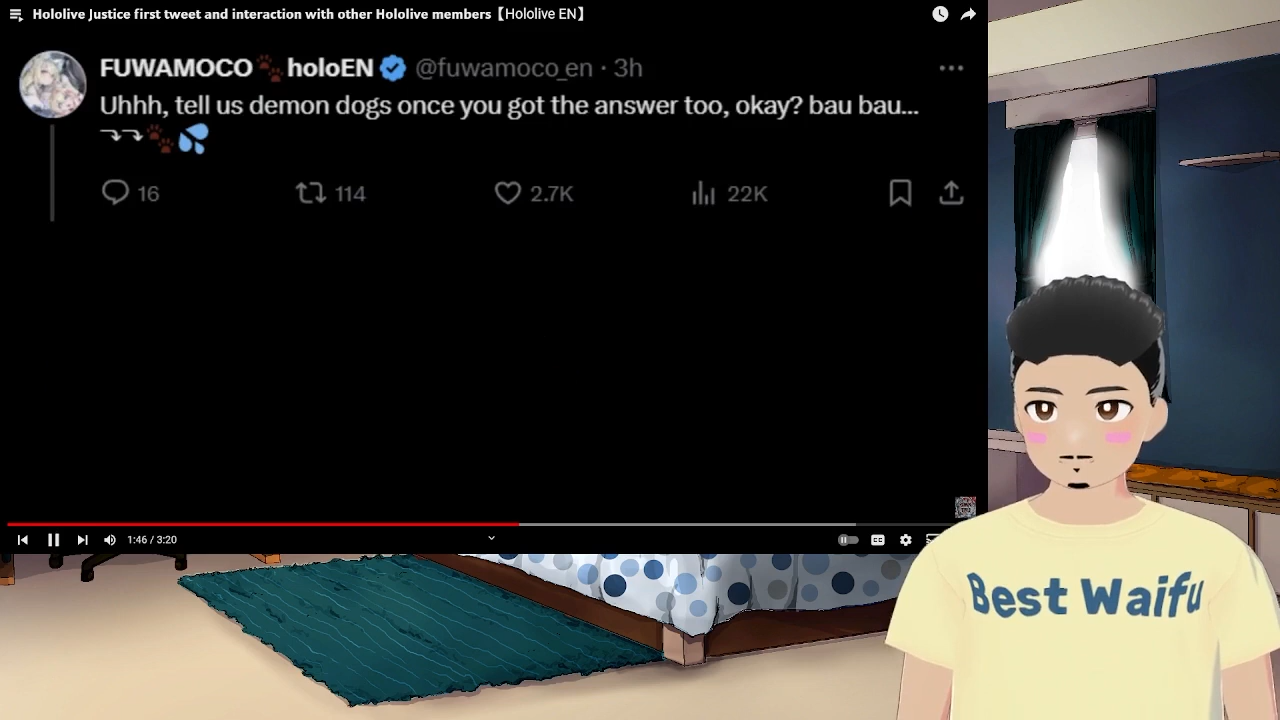 Hololive Justice first tweet and interaction with other Hololive members【Hololive EN】
FUWAMOCO🐾holoEN @fuwamoco_en · 3h
Uhhh, tell us demon dogs once you got the answer too, okay? bau bau...
⤵⤵🐾💦
16 114 2.7K 22K
1:46 / 3:20
CC
Best Waifu